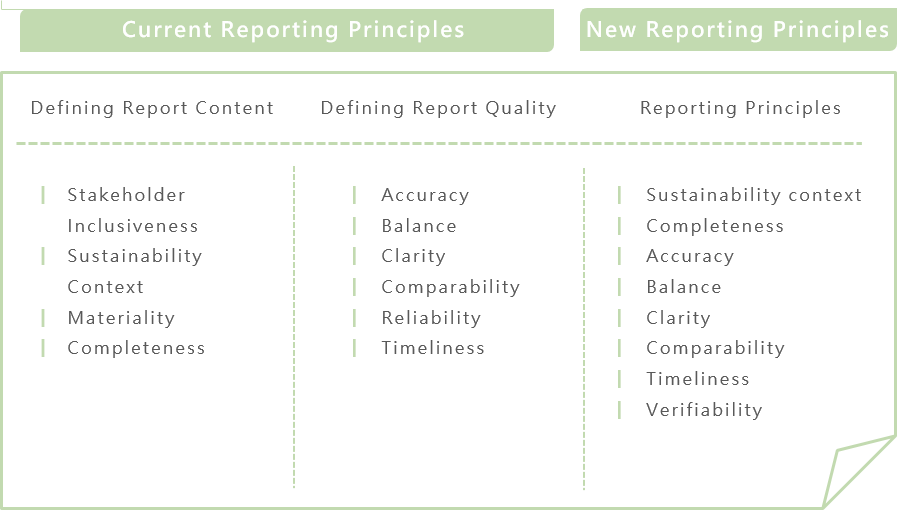 Current Reporting Principles
New Reporting Principles
Defining Report Content
Defining Report Quality
Reporting Principles
Stakeholder
Inclusiveness
Sustainability
Context
Materiality
Completeness
Accuracy
Balance
Clarity
Comparability
Reliability
Timeliness
Sustainability context
Completeness
Accuracy
Balance
Clarity
Comparability
Timeliness
Verifiability